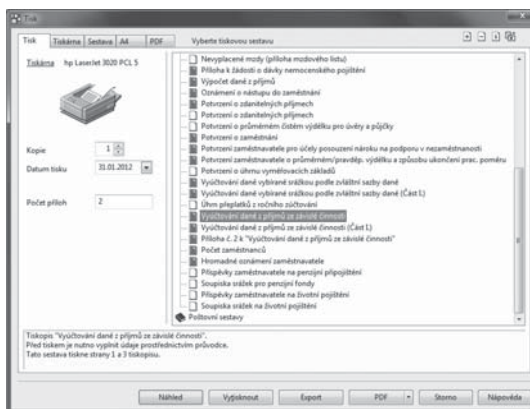 Tisk
Tisk Tiskárna Sestava A4 PDF Vyberte tiskovou sestavu
Tiskárna hp LaserJet 3020 PCL 5
Kopie 1
Datum tisku 31.01.2012
Počet příloh 2
Nevyplacené mzdy (příloha mzdového listu)
Příloha k žádosti o dávky nemocenského pojištění
Výpočet daně z příjmů
Oznámení o nástupu do zaměstnání
Potvrzení o zdanitelných příjmech
Potvrzení o zdanitelných příjmech
Potvrzení o průměrném čistém výdělku pro úvěry a půjčky
Potvrzení o zaměstnání
Potvrzení zaměstnavatele pro účely posouzení nároku na podporu v nezaměstnanosti
Potvrzení zaměstnavatele o průměrném/pravděp. výdělku a způsobu ukončení prac. poměru
Potvrzení o úhrnu vyměřovacích základů
Vyúčtování daně vybírané srážkou podle zvláštní sazby daně
Vyúčtování daně vybírané srážkou podle zvláštní sazby daně (Část I.)
Úhrn přeplatků z ročního zúčtování
Vyúčtování daně z příjmů ze závislé činnosti
Vyúčtování daně z příjmů ze závislé činnosti (Část I.)
Příloha č. 2 k "Vyúčtování daně z příjmů ze závislé činnosti"
Počet zaměstnanců
Hromadné oznámení zaměstnavatele
Příspěvky zaměstnavatele na penzijní připojištění
Soupiska srážek pro penzijní fondy
Příspěvky zaměstnavatele na životní pojištění
Soupiska srážek na životní pojištění
Poštovní sestavy
Tiskopis "Vyúčtování daně z příjmů ze závislé činnosti".
Před tiskem je nutno vyplnit údaje prostřednictvím průvodce.
Tato sestava tiskne strany 1 a 3 tiskopisu.
Náhled Vytisknout Export PDF Storno Nápověda